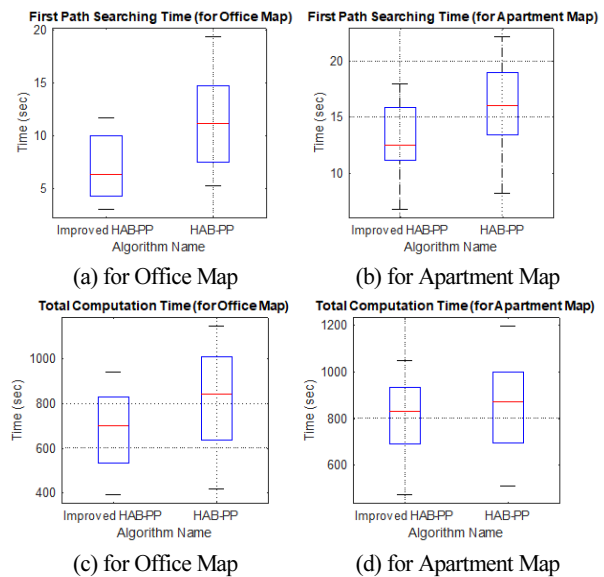 First Path Searching Time (for Office Map)
20
15
10
5
Time (sec)
Improved HAB-PP HAB-PP
Algorithm Name
(a) for Office Map
First Path Searching Time (for Apartment Map)
20
15
10
Time (sec)
Improved HAB-PP HAB-PP
Algorithm Name
(b) for Apartment Map
Total Computation Time (for Office Map)
1000
800
600
400
Time (sec)
Improved HAB-PP HAB-PP
Algorithm Name
(c) for Office Map
Total Computation Time (for Apartment Map)
1200
1000
800
600
400
Time (sec)
Improved HAB-PP HAB-PP
Algorithm Name
(d) for Apartment Map